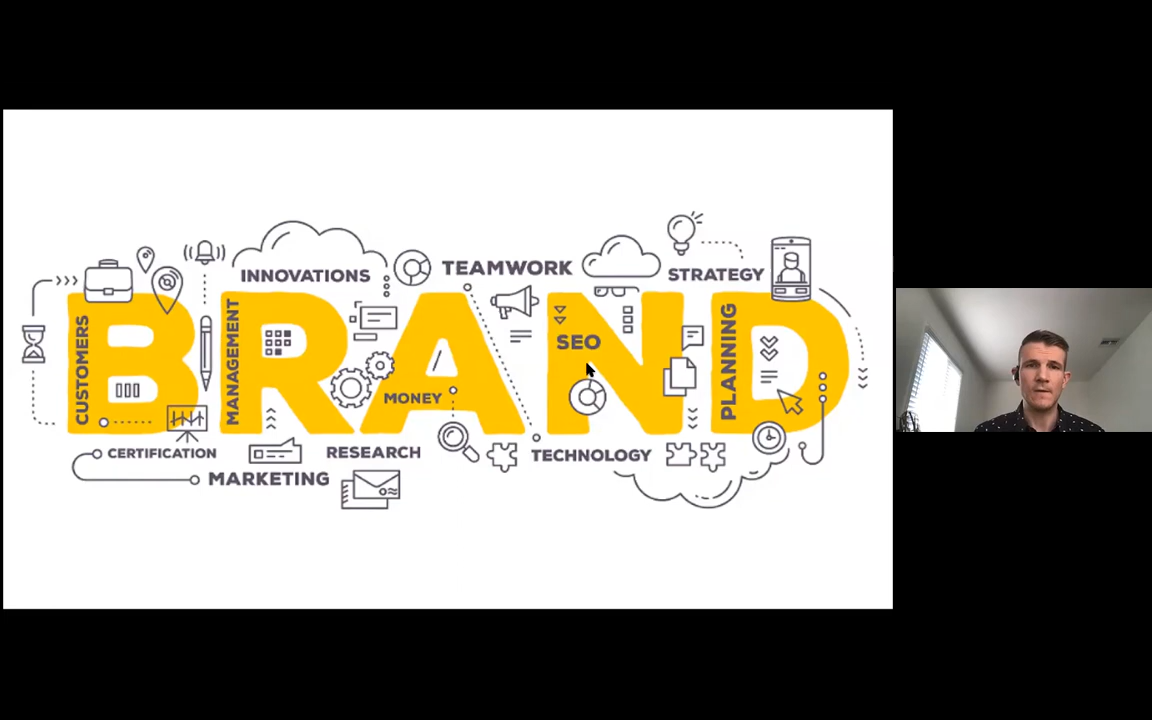 INNOVATIONS
TEAMWORK
STRATEGY
CUSTOMERS
MANAGEMENT
BRAND
SEO
PLANNING
MONEY
CERTIFICATION
RESEARCH
TECHNOLOGY
MARKETING